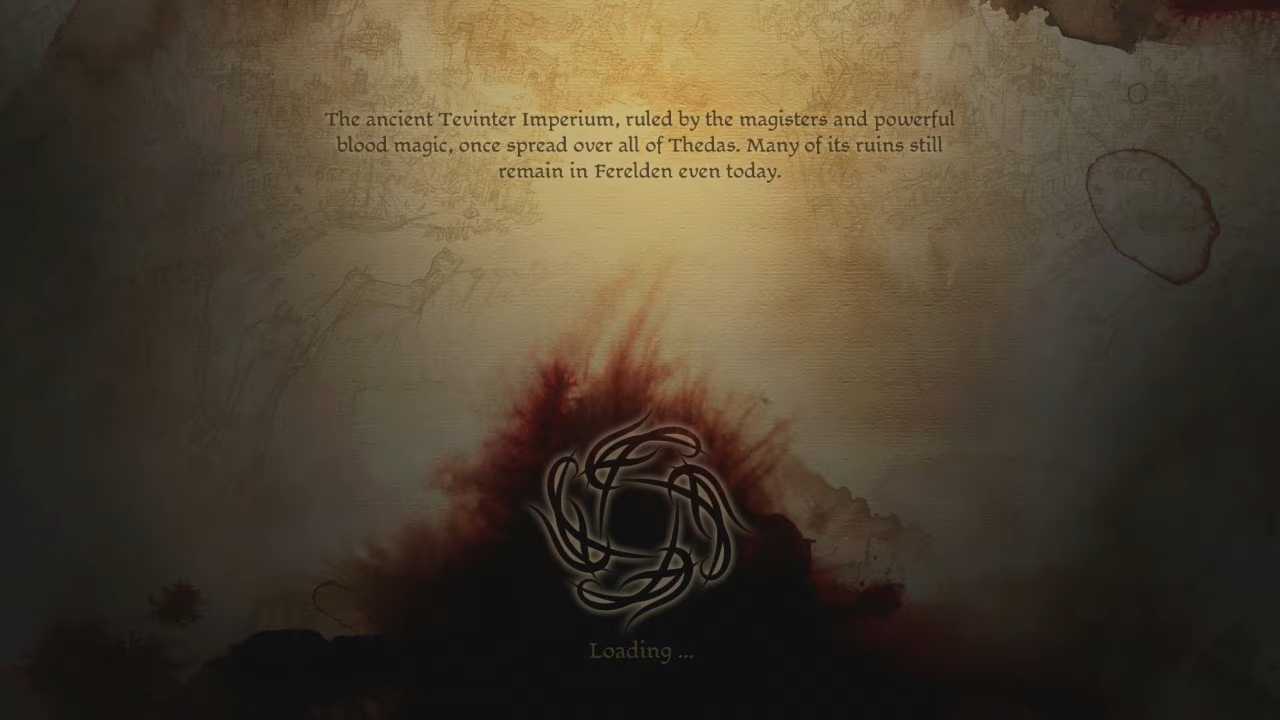 The ancient Tevinter Imperium, ruled by the magisters and powerful
blood magic, once spread over all of Thedas. Many of its ruins still
remain in Ferelden even today.
Loading ...